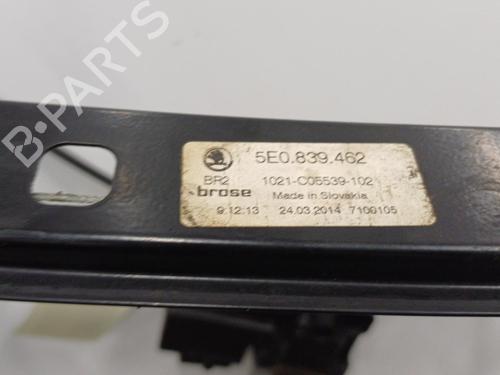 5E0.839.462
BR2 1021-C05539-102
brose Made in Slovakia
9.12.13 24.03.2014 7100105
B-PARTS